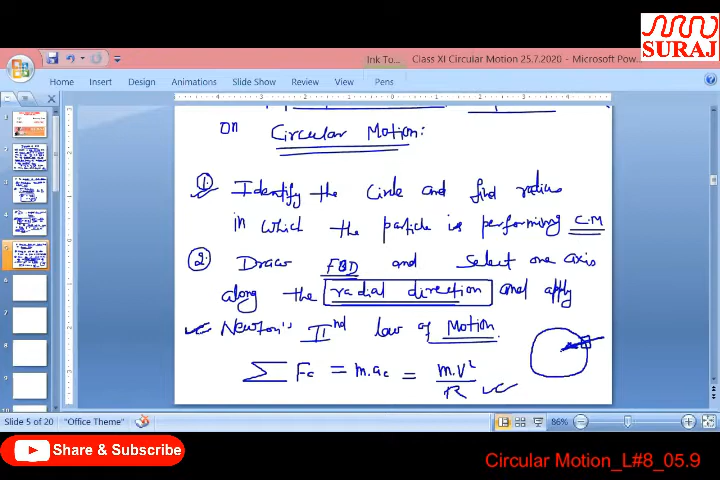 SURAJ
Ink To...
Class XI Circular Motion 25.7.2020 - Microsoft Pow...
Home Insert Design Animations Slide Show Review View Pens
on Circular Motion:
1. Identify the Circle and find radius
in which the particle is performing C.M
2. Draw FBD and select one axis
along the radial direction and apply
Newton's IInd law of Motion.
∑ Fc = m.ac = m.v²/R
Slide 5 of 20 "Office Theme" 86%
Share & Subscribe
Circular Motion_L#8_05.9